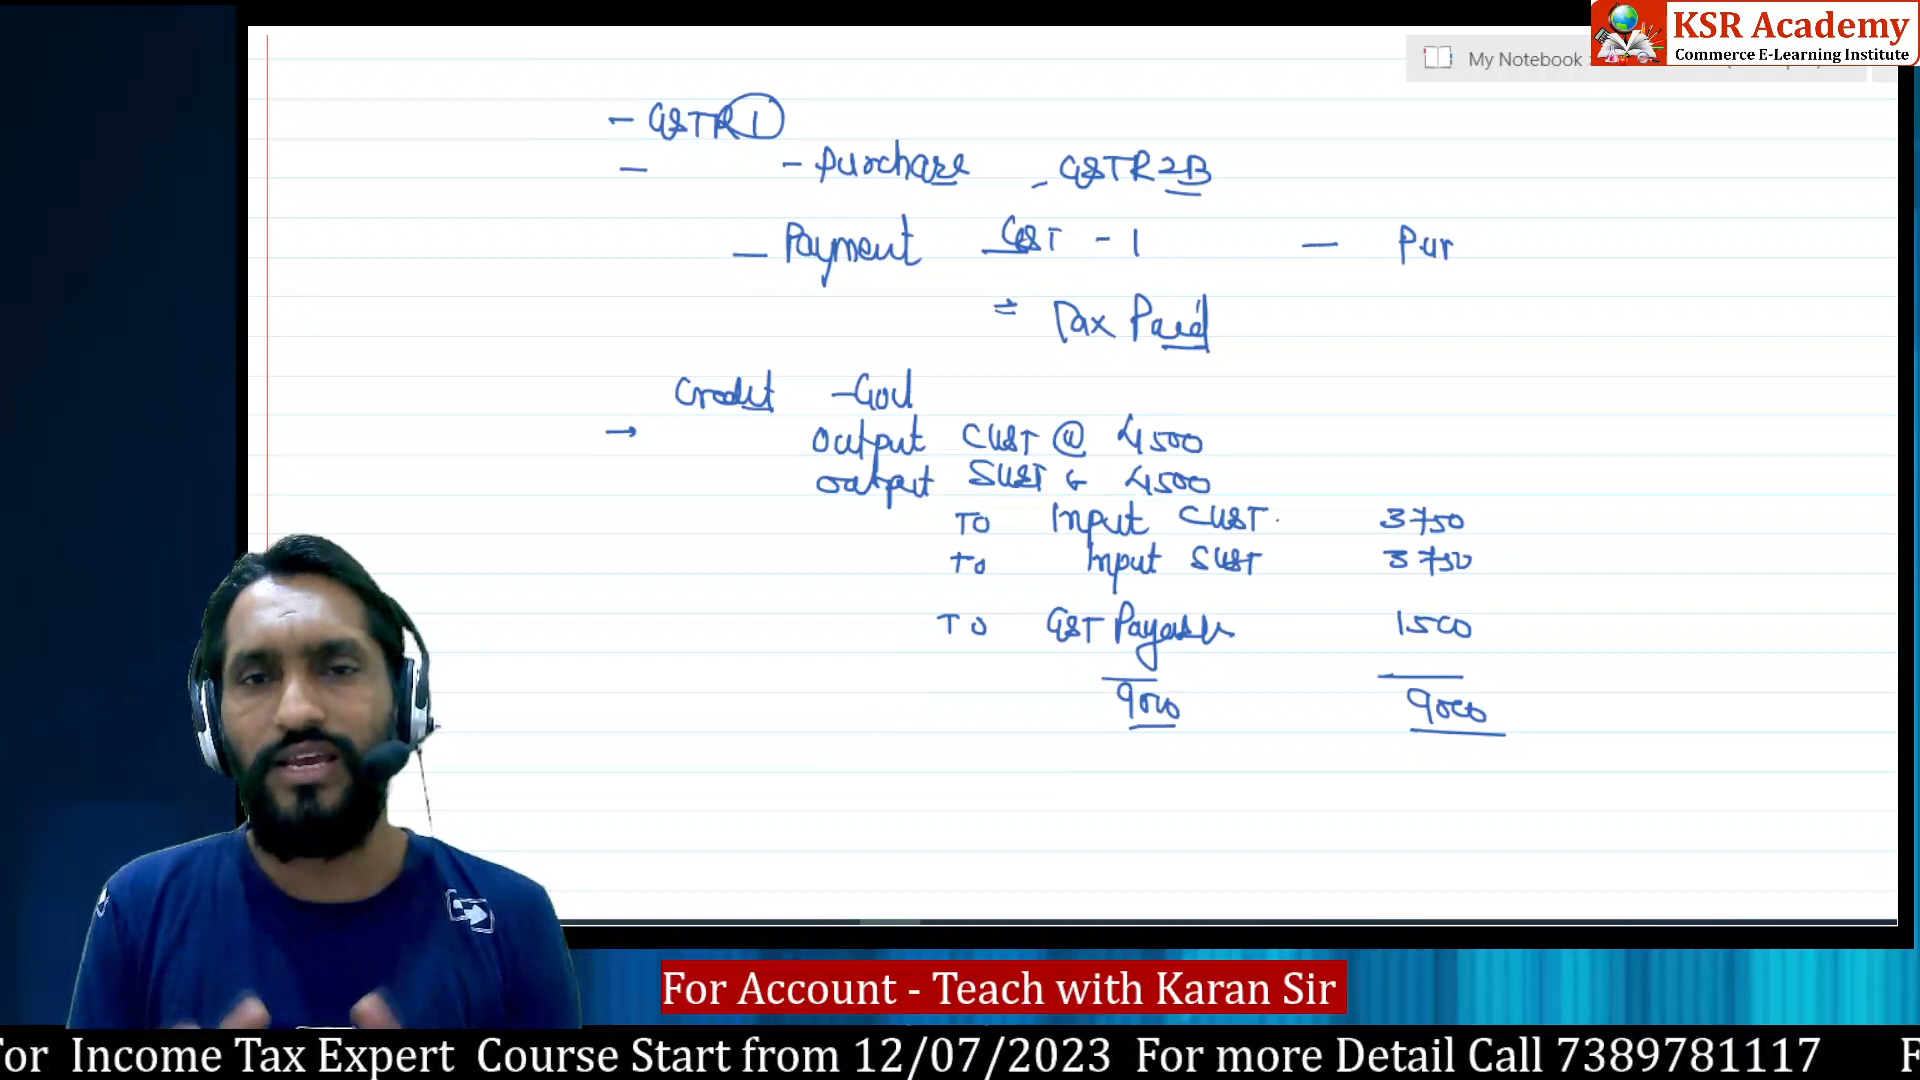 KSR Academy
Commerce E-Learning Institute
My Notebook
- GSTR 1
- - Purchase - GSTR2B
- Payment GST - 1 - Pur
= Tax Paid
Credit - Govt
→ output CGST @ 4500
output SGST @ 4500
To Input CGST 3750
To Input SGST 3750
To GST Payable 1500
9000 9000
For Account - Teach with Karan Sir
For Income Tax Expert Course Start from 12/07/2023 For more Detail Call 7389781117 F